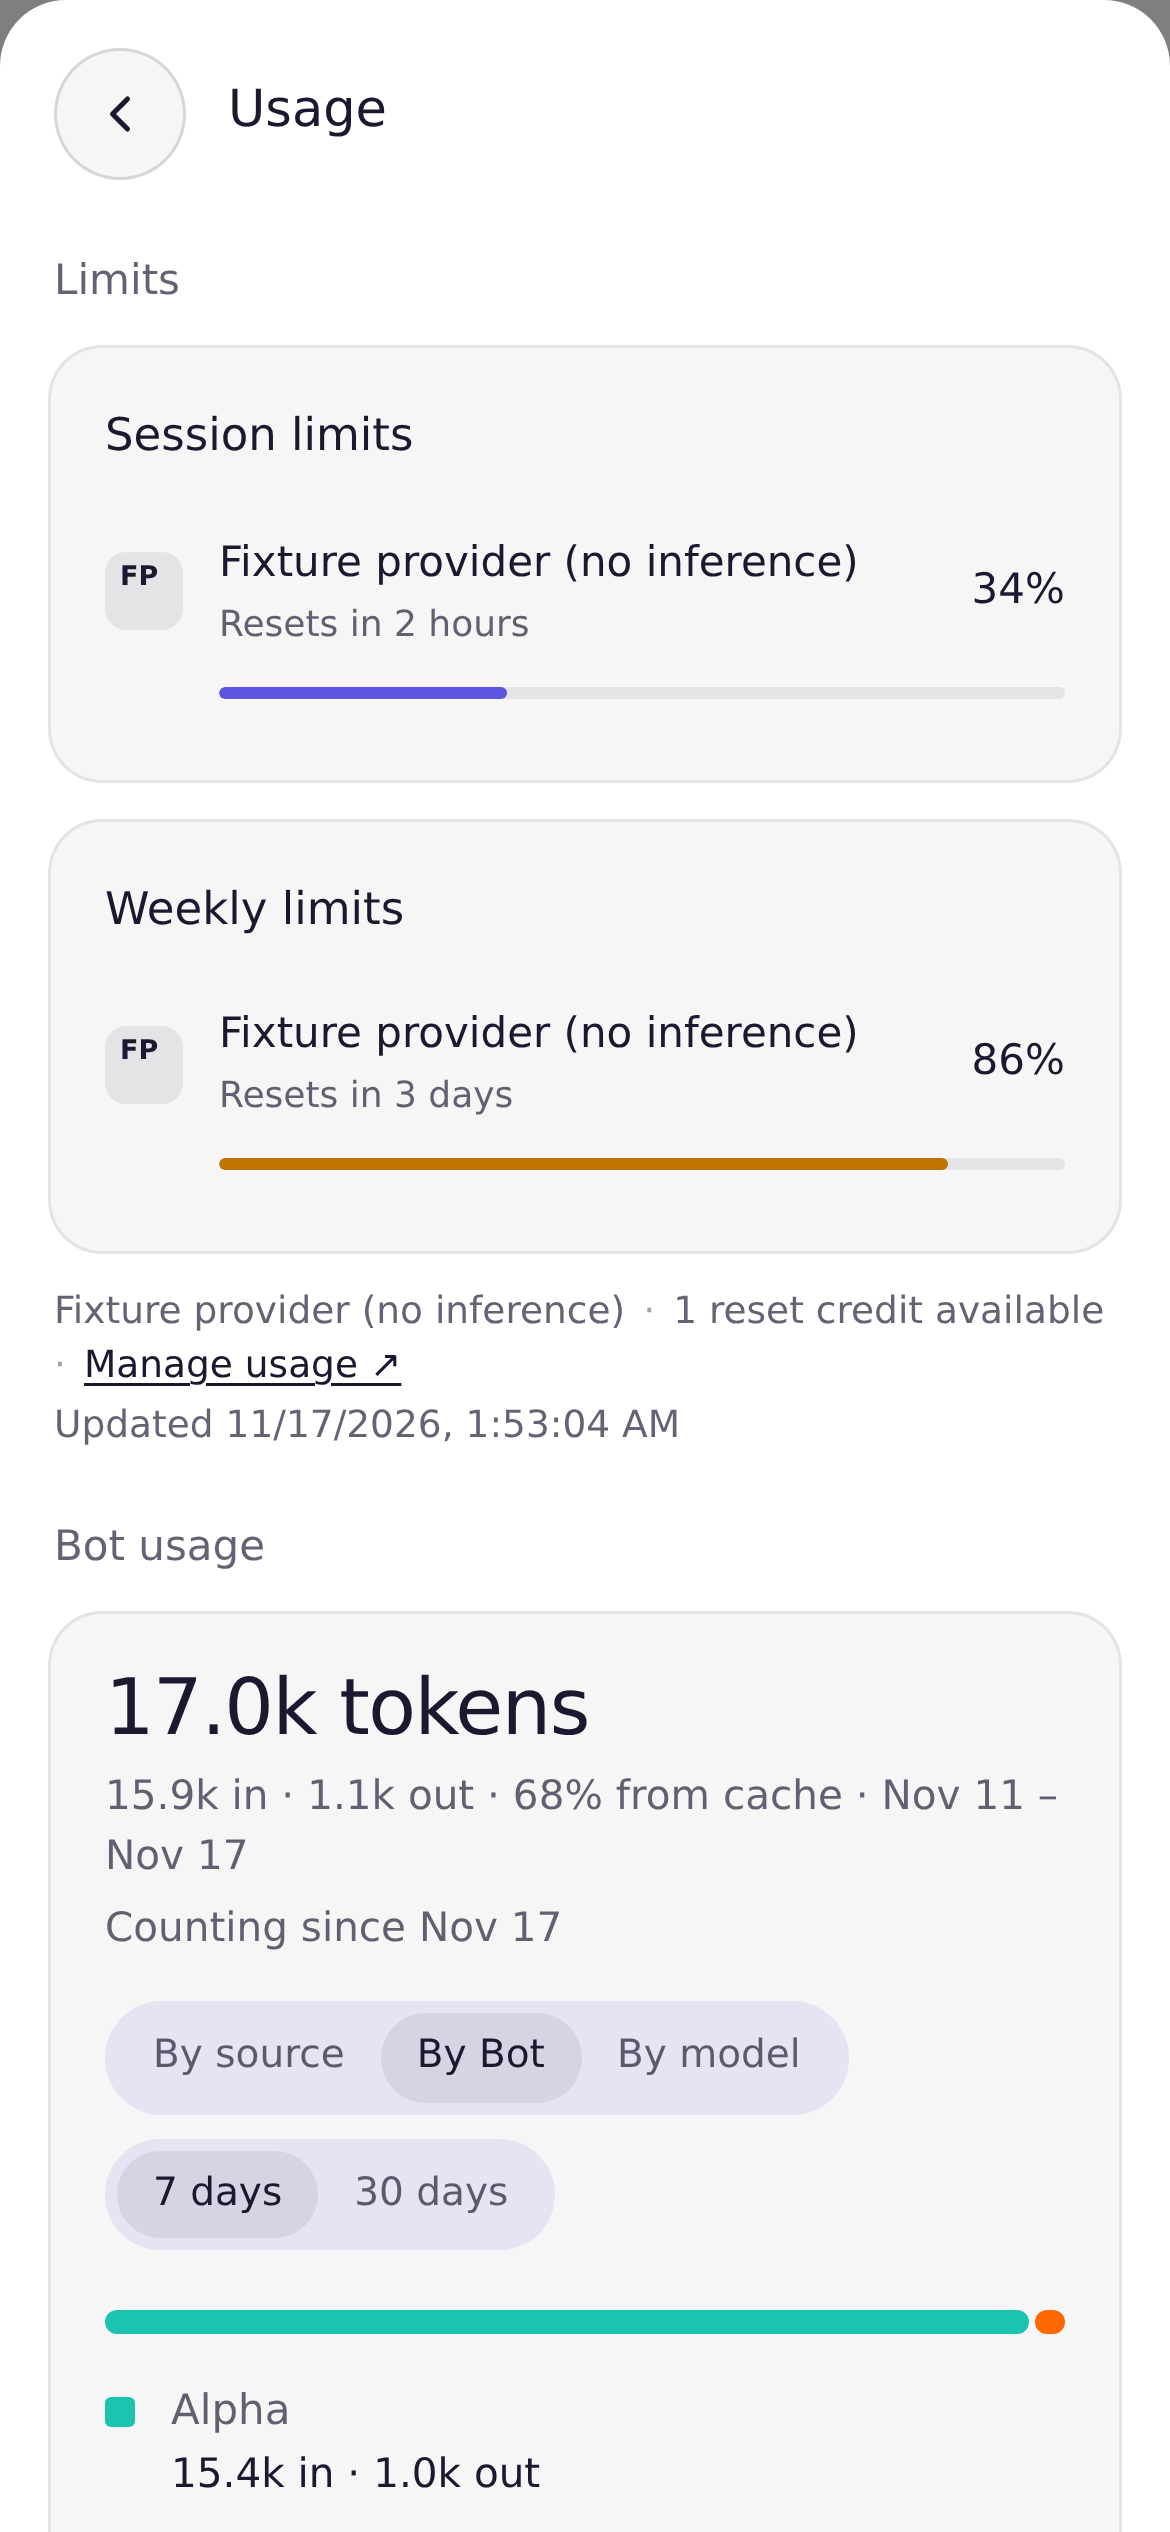 Usage
Limits
Session limits
FP
Fixture provider (no inference)
34%
Resets in 2 hours
Weekly limits
FP
Fixture provider (no inference)
86%
Resets in 3 days
Fixture provider (no inference) · 1 reset credit available
· Manage usage ↗
Updated 11/17/2026, 1:53:04 AM
Bot usage
17.0k tokens
15.9k in · 1.1k out · 68% from cache · Nov 11 –
Nov 17
Counting since Nov 17
By source By Bot By model
7 days 30 days
Alpha
15.4k in · 1.0k out